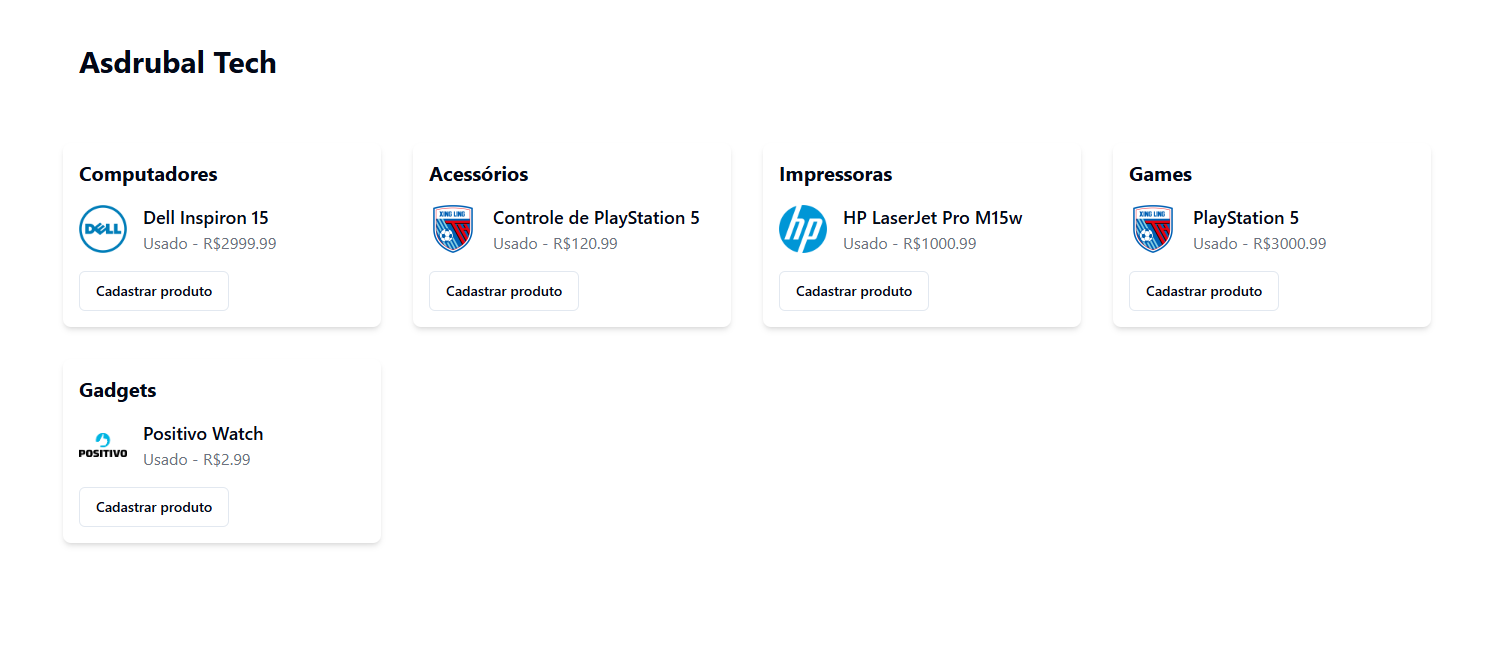 Asdrubal Tech
Computadores
DELL
Dell Inspiron 15
Usado - R$2999.99
Cadastrar produto
Acessórios
XING LING
Controle de PlayStation 5
Usado - R$120.99
Cadastrar produto
Impressoras
hp
HP LaserJet Pro M15w
Usado - R$1000.99
Cadastrar produto
Games
XING LING
PlayStation 5
Usado - R$3000.99
Cadastrar produto
Gadgets
POSITIVO
Positivo Watch
Usado - R$2.99
Cadastrar produto